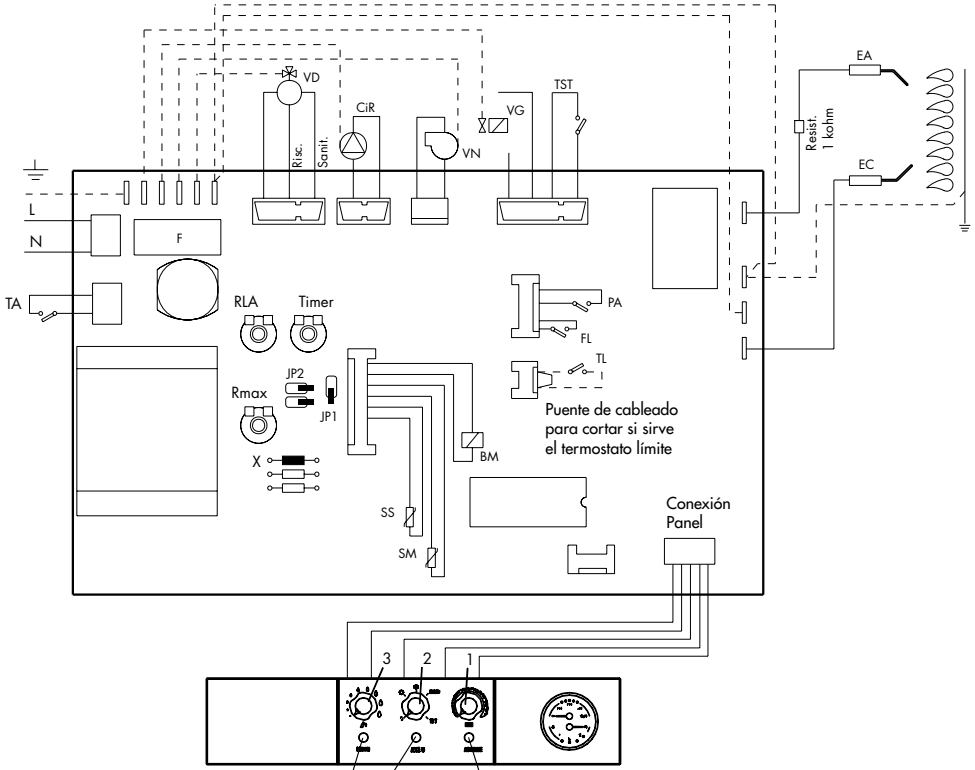 EA
VD
TST
CiR
VG
Risc.
Sanit.
VN
Resist.
1 kohm
EC
L
N
F
TA
RLA
Timer
PA
FL
TL
JP2
JP1
Rmax
Puente de cableado
para cortar si sirve
el termostato límite
X
BM
SS
SM
Conexión
Panel
3
2
1